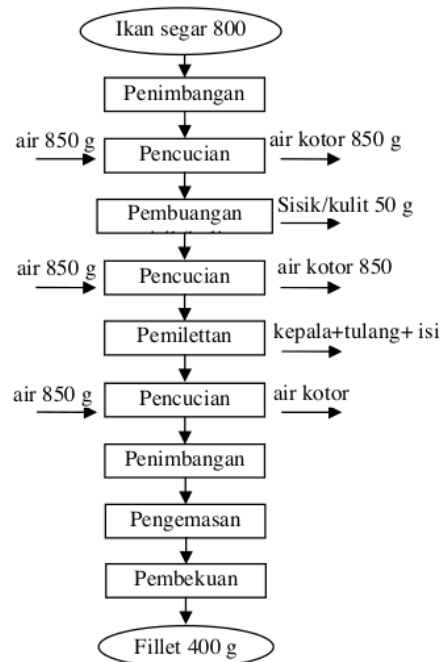 Ikan segar 800
Penimbangan
air 850 g
Pencucian
air kotor 850 g
Pembuangan
Sisik/kulit 50 g
air 850 g
Pencucian
air kotor 850
Pemilettan
kepala+tulang+ isi
air 850 g
Pencucian
air kotor
Penimbangan
Pengemasan
Pembekuan
Fillet 400 g